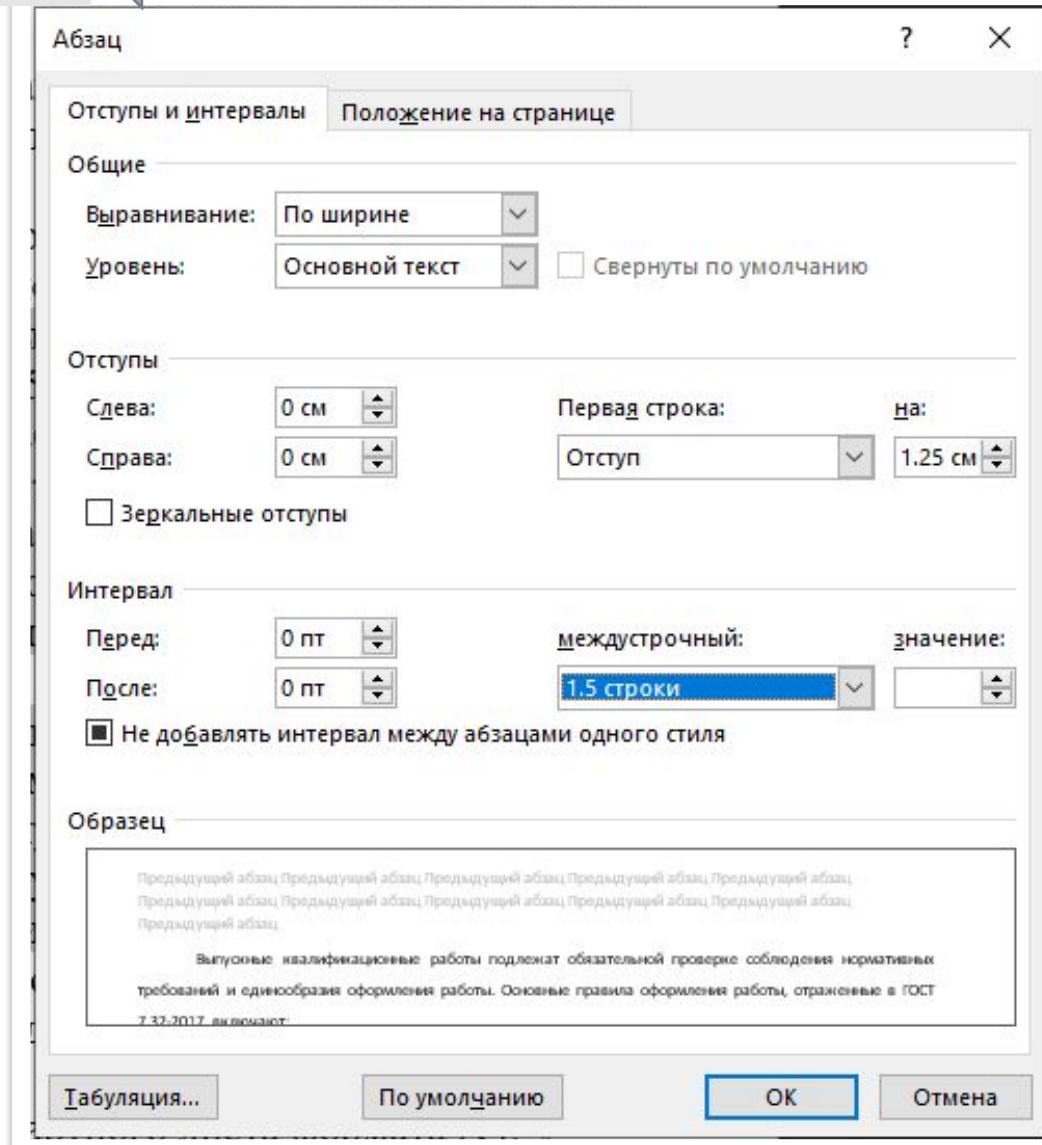 Абзац
Отступы и интервалы
Положение на странице
Общие
Выравнивание: По ширине
Уровень: Основной текст Свернуты по умолчанию
Отступы
Слева: 0 см Первая строка: на:
Справа: 0 см Отступ 1.25 см
Зеркальные отступы
Интервал
Перед: 0 пт междустрочный: значение:
После: 0 пт 1.5 строки
Не добавлять интервал между абзацами одного стиля
Образец
Предыдущий абзац Предыдущий абзац Предыдущий абзац Предыдущий абзац Предыдущий абзац
Предыдущий абзац Предыдущий абзац Предыдущий абзац Предыдущий абзац Предыдущий абзац
Предыдущий абзац
Выпускные квалификационные работы подлежат обязательной проверке соблюдения нормативных
требований и единообразия оформления работы. Основные правила оформления работы, отраженные в ГОСТ
7.32-2017, включают:
Табуляция... По умолчанию ОК Отмена